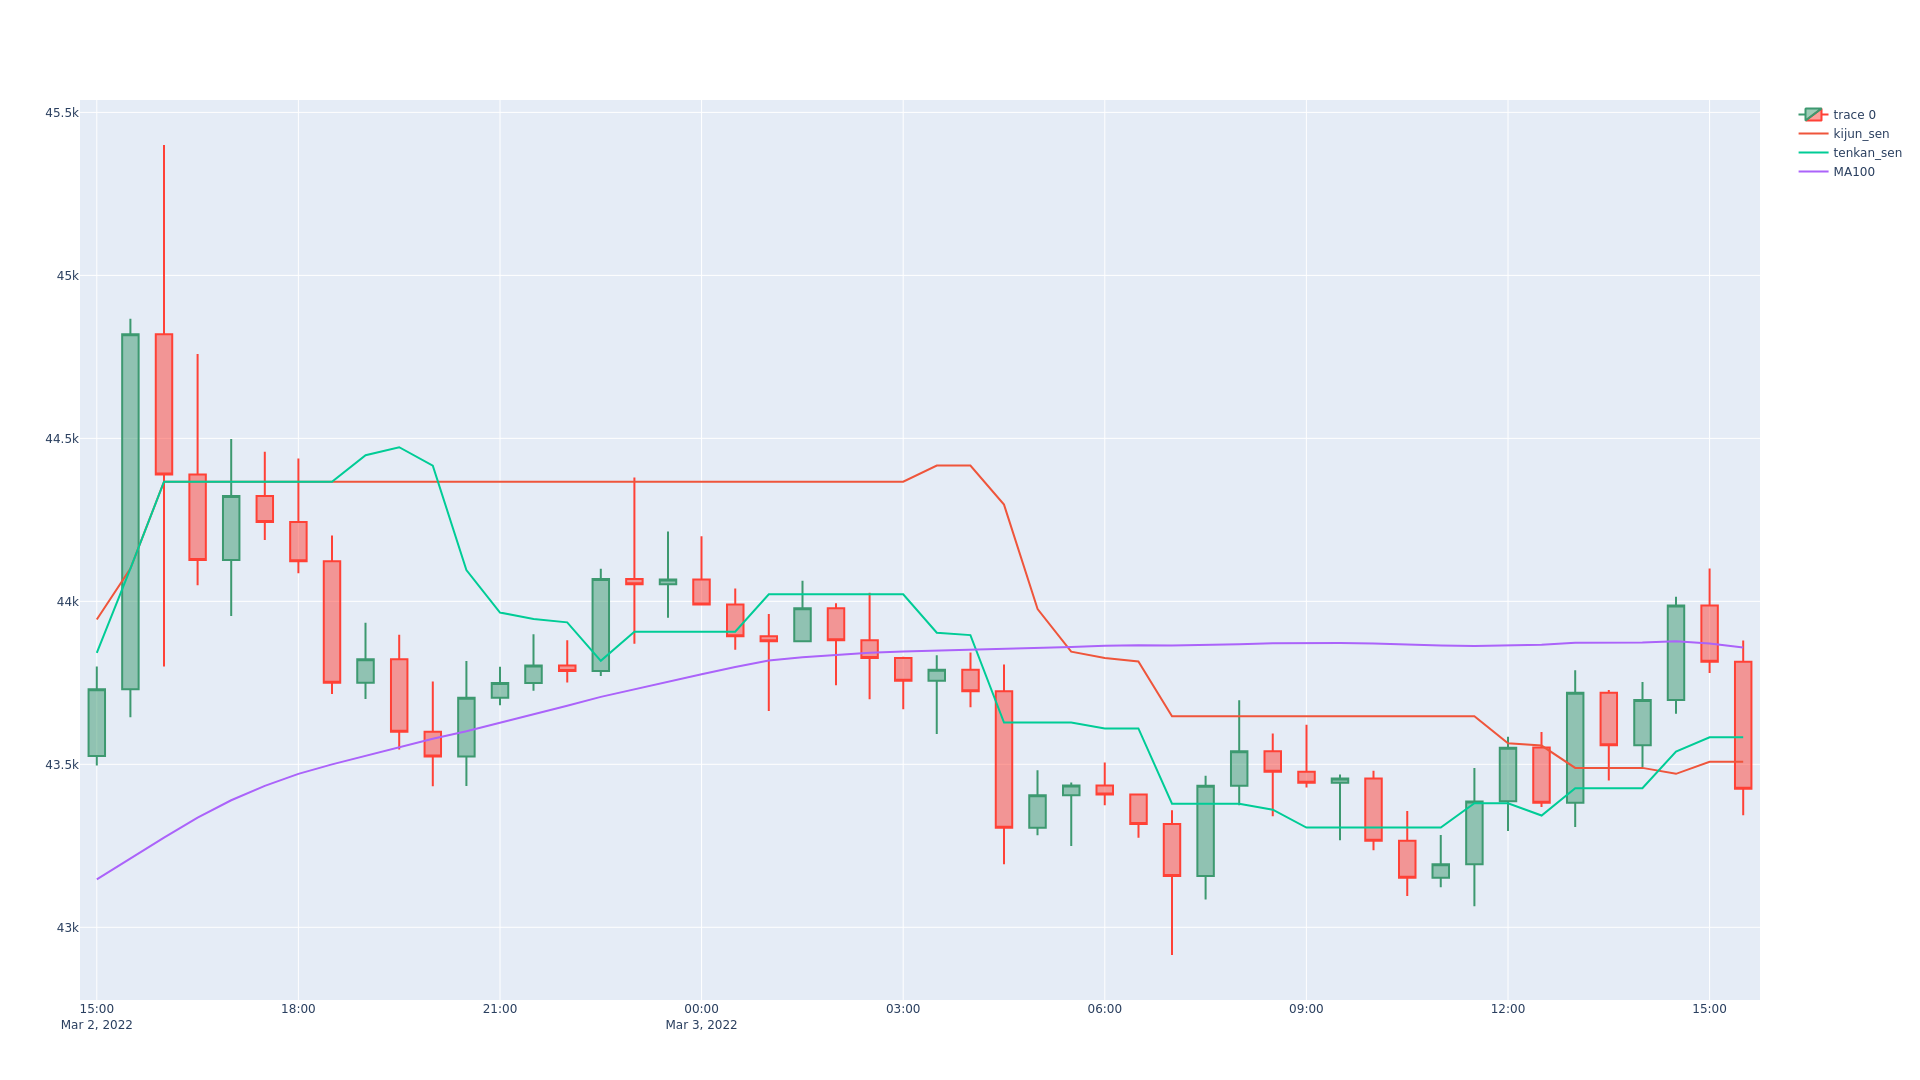 45.5k
45k
44.5k
44k
43.5k
43k
15:00 18:00 21:00 00:00 03:00 06:00 09:00 12:00 15:00
Mar 2, 2022 Mar 3, 2022
trace 0
kijun_sen
tenkan_sen
MA100